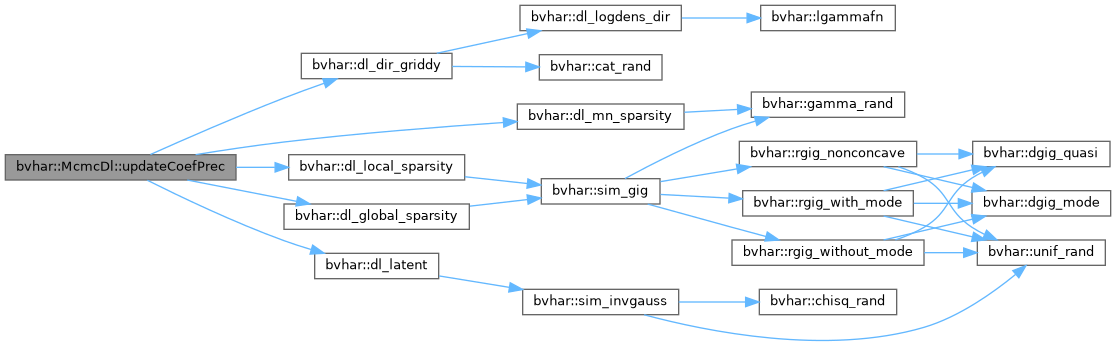 bvhar::McmcDl::updateCoefPrec
bvhar::dl_dir_griddy
bvhar::dl_logdens_dir
bvhar::lgammafn
bvhar::cat_rand
bvhar::dl_mn_sparsity
bvhar::gamma_rand
bvhar::dl_local_sparsity
bvhar::sim_gig
bvhar::rgig_nonconcave
bvhar::dgig_quasi
bvhar::dgig_mode
bvhar::unif_rand
bvhar::rgig_with_mode
bvhar::rgig_without_mode
bvhar::dl_global_sparsity
bvhar::dl_latent
bvhar::sim_invgauss
bvhar::chisq_rand